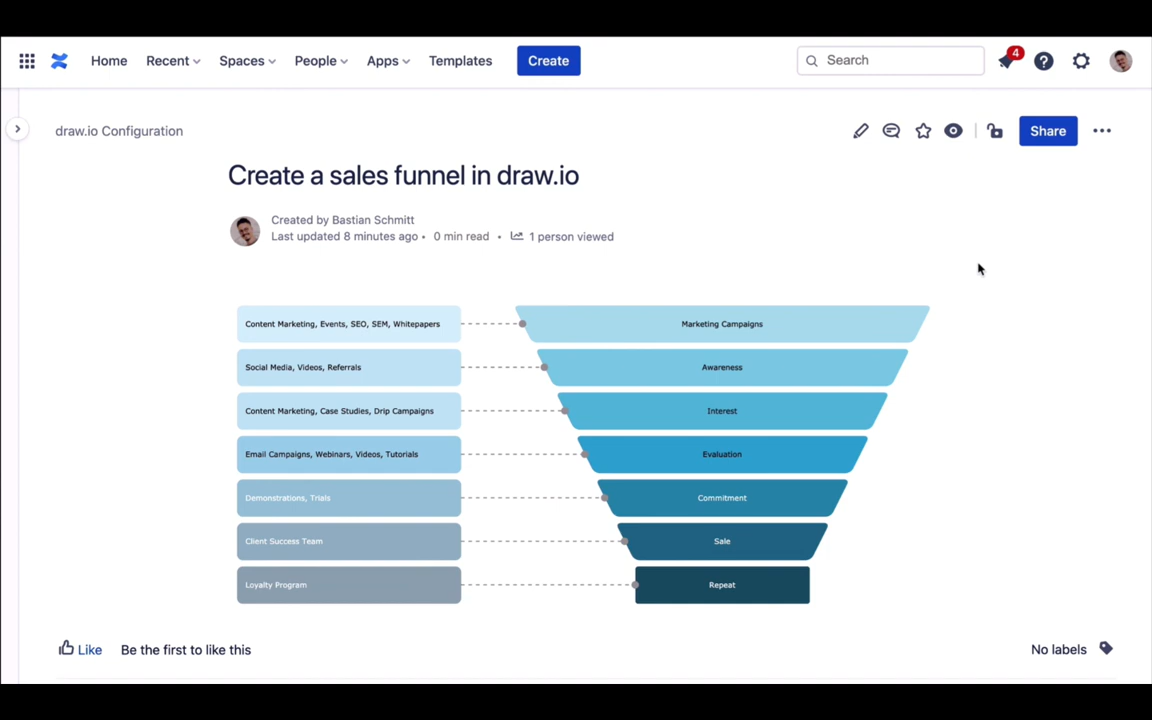 Home Recent Spaces People Apps Templates Create Search 4
draw.io Configuration Share
Create a sales funnel in draw.io
Created by Bastian Schmitt
Last updated 8 minutes ago • 0 min read • 1 person viewed
Content Marketing, Events, SEO, SEM, Whitepapers Marketing Campaigns
Social Media, Videos, Referrals Awareness
Content Marketing, Case Studies, Drip Campaigns Interest
Email Campaigns, Webinars, Videos, Tutorials Evaluation
Demonstrations, Trials Commitment
Client Success Team Sale
Loyalty Program Repeat
Like Be the first to like this No labels